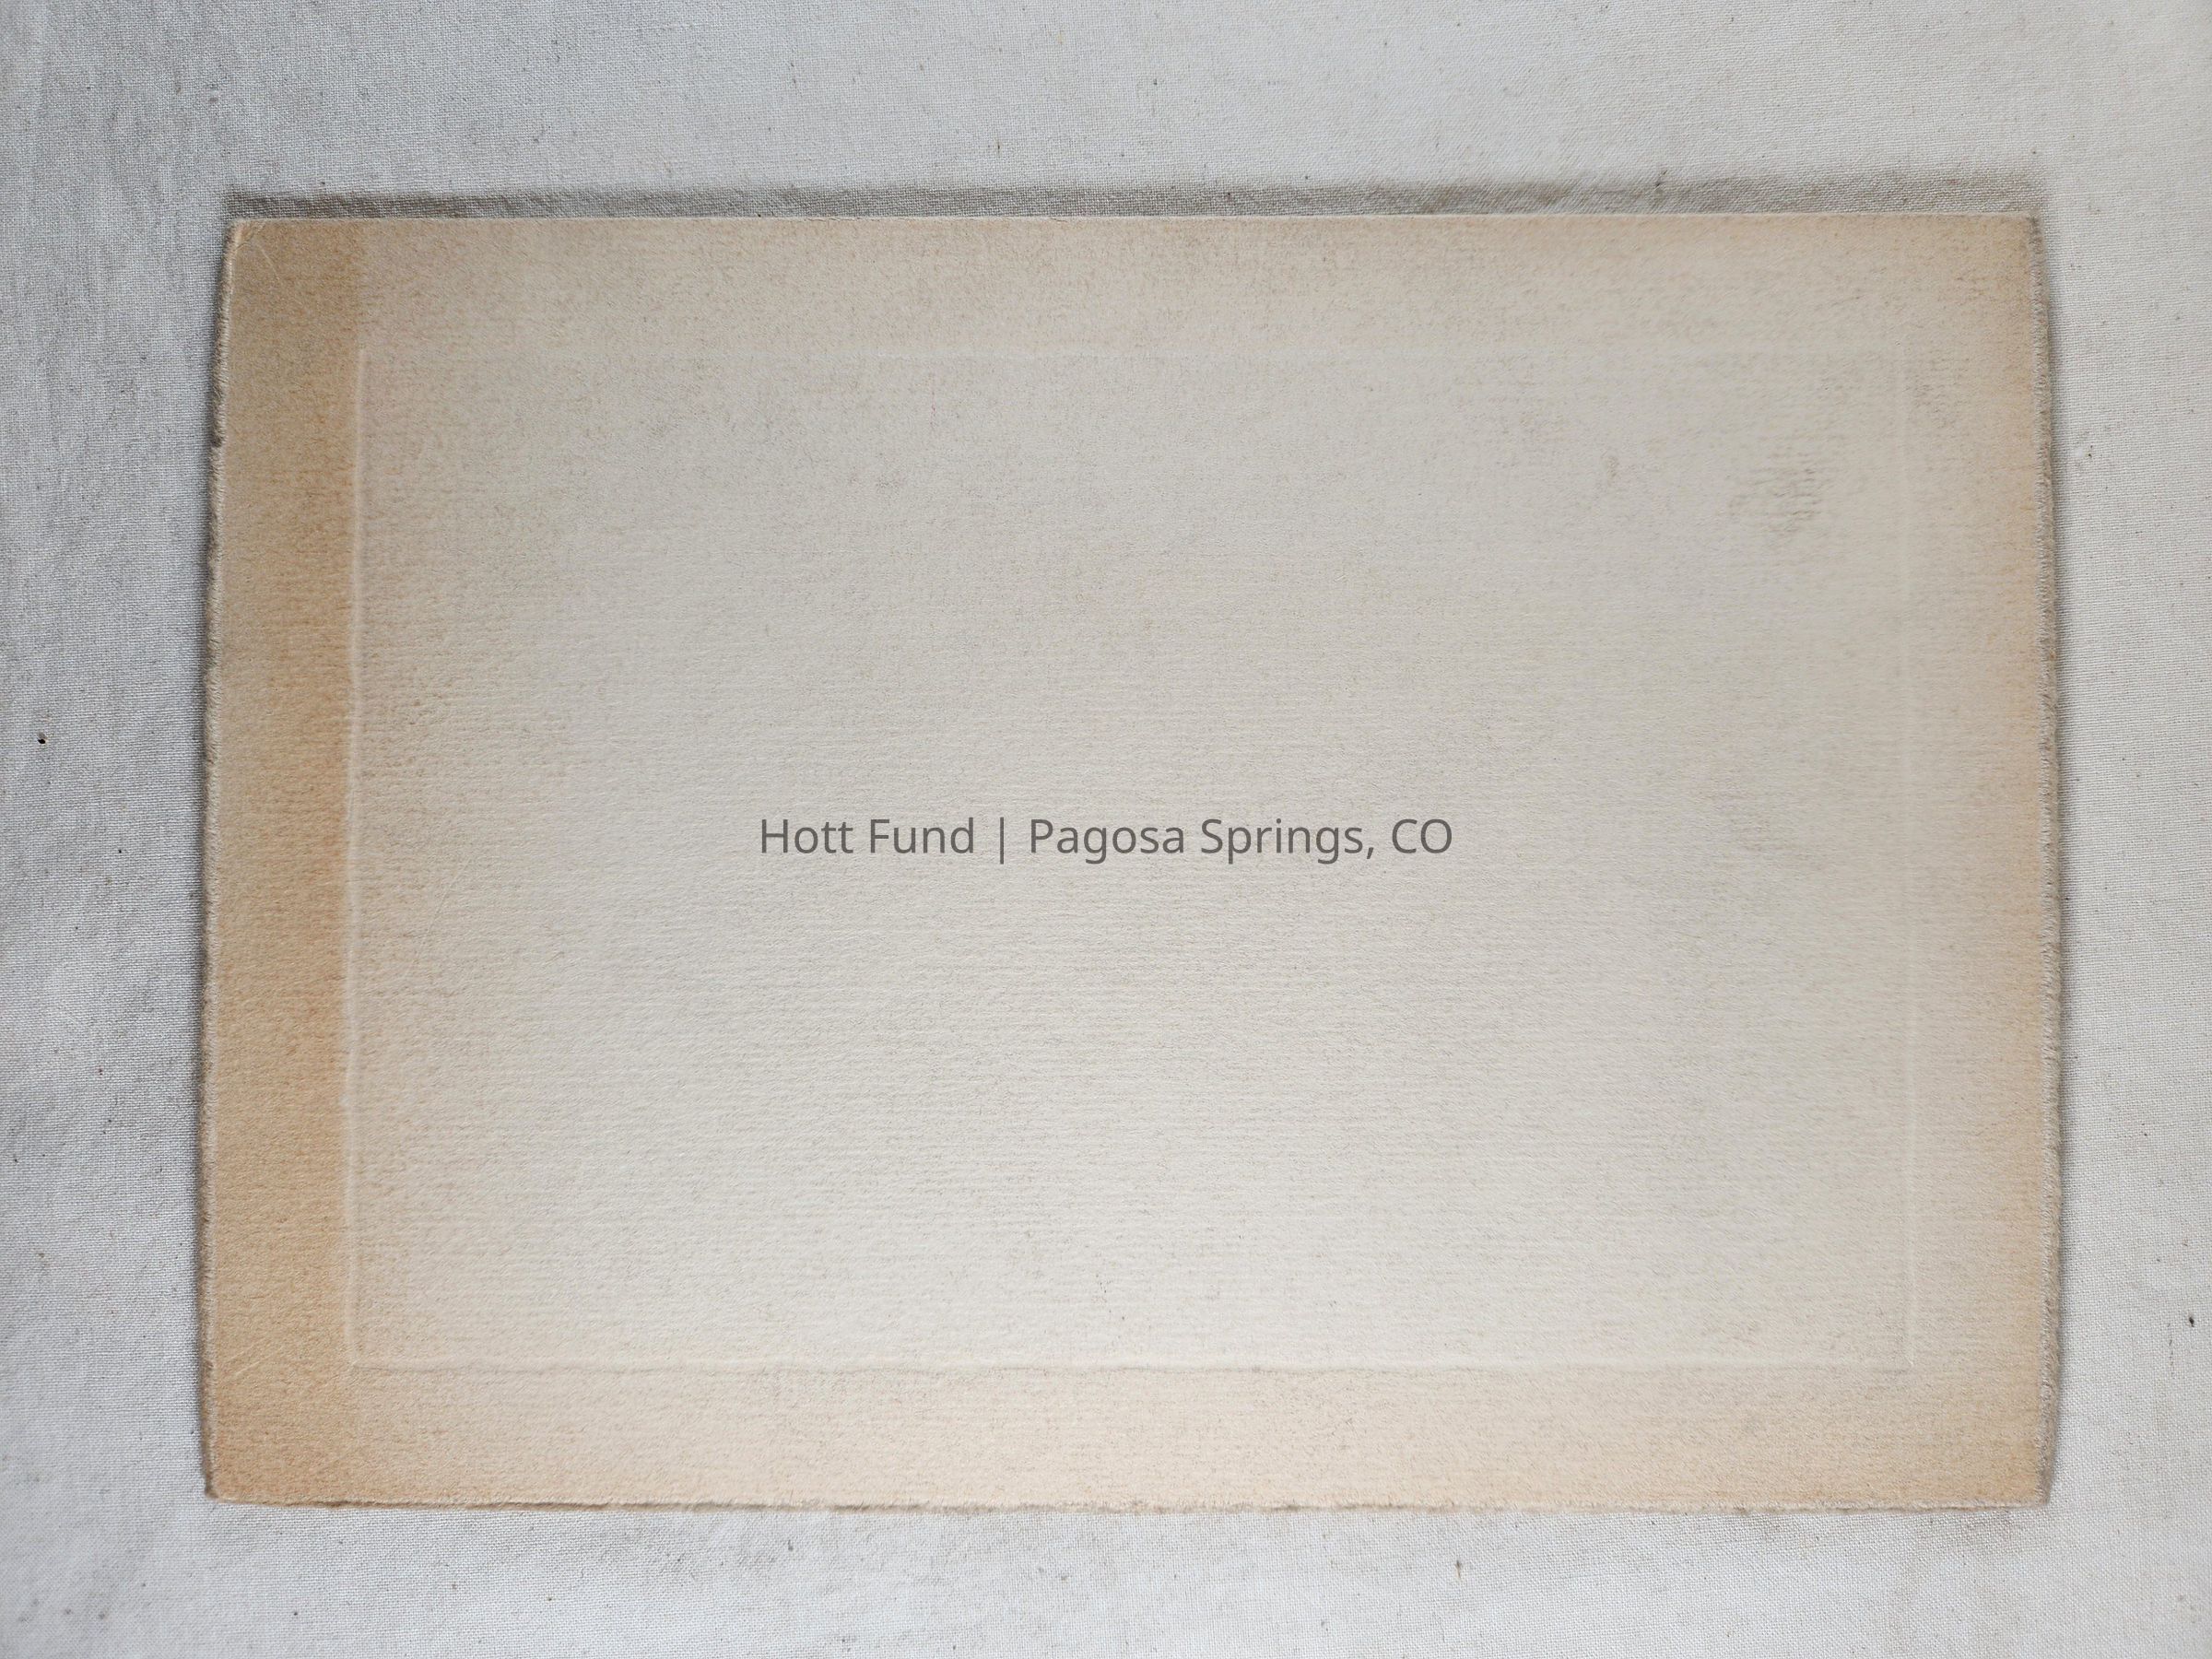 Hott Fund | Pagosa Springs, CO